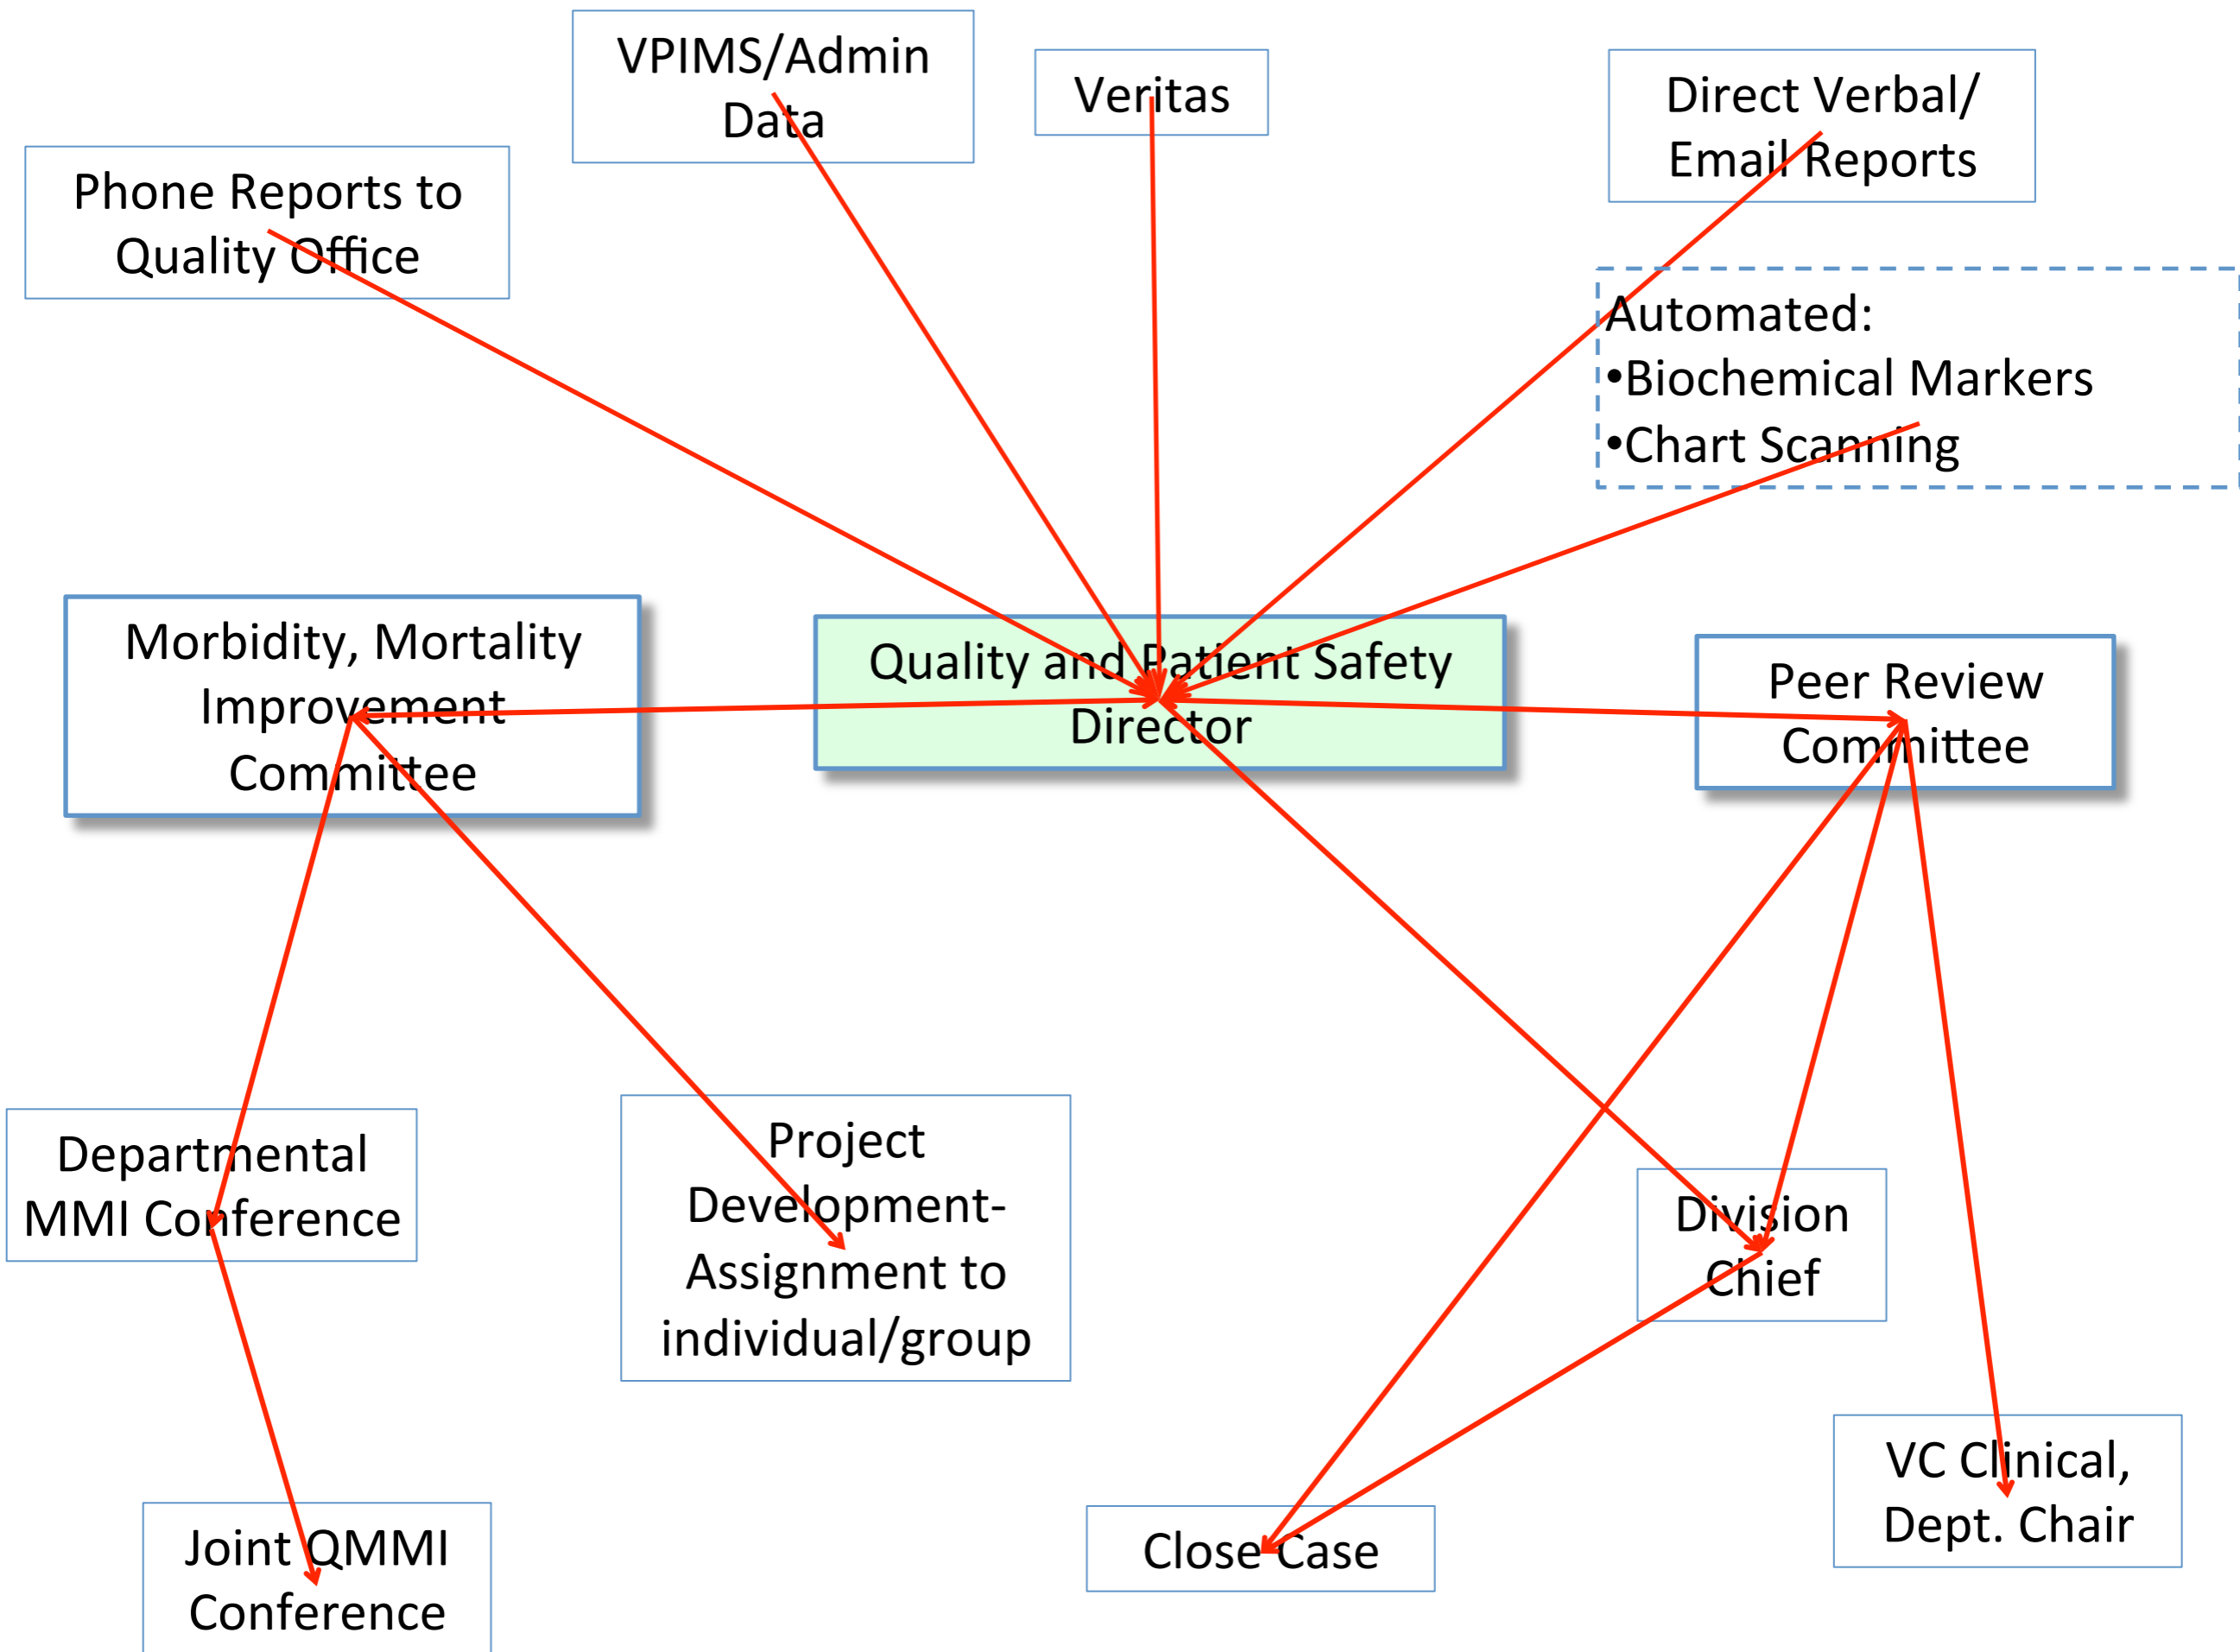 VPIMS/Admin
Data
Veritas
Direct Verbal/
Email Reports
Phone Reports to
Quality Office
Automated:
•Biochemical Markers
•Chart Scanning
Morbidity, Mortality
Improvement
Committee
Quality and Patient Safety
Director
Peer Review
Committee
Departmental
MMI Conference
Project
Development-
Assignment to
individual/group
Division
Chief
VC Clinical,
Dept. Chair
Close Case
Joint QMMI
Conference